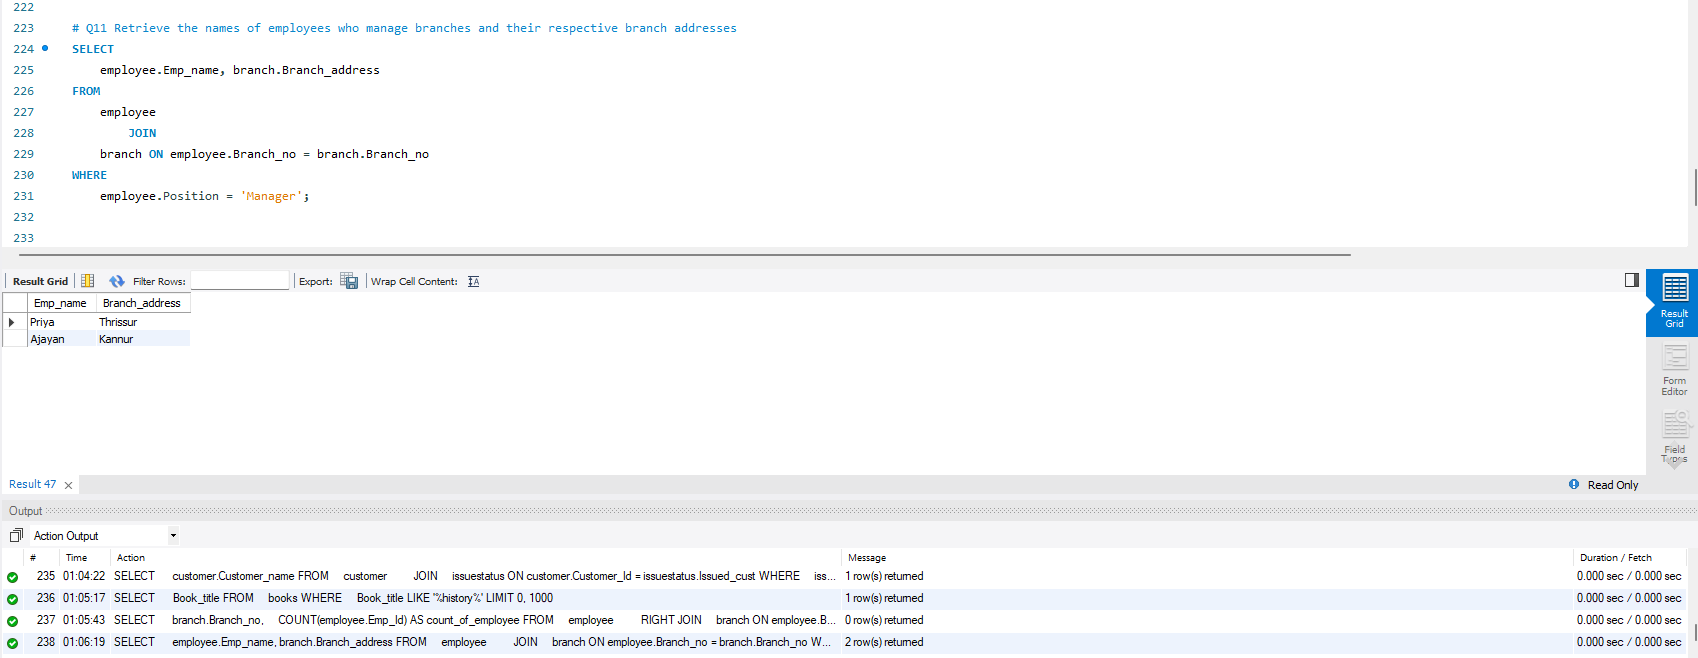 222
223 # Q11 Retrieve the names of employees who manage branches and their respective branch addresses
224 SELECT
225 employee.Emp_name, branch.Branch_address
226 FROM
227 employee
228 JOIN
229 branch ON employee.Branch_no = branch.Branch_no
230 WHERE
231 employee.Position = 'Manager';
232
233
Result Grid Filter Rows: Export: Wrap Cell Content:
Emp_name Branch_address
Priya Thrissur
Ajayan Kannur
Result Grid
Form Editor
Field Types
Result 47 Read Only
Output
Action Output
# Time Action Message Duration / Fetch
235 01:04:22 SELECT customer.Customer_name FROM customer JOIN issuestatus ON customer.Customer_Id = issuestatus.Issued_cust WHERE iss... 1 row(s) returned 0.000 sec / 0.000 sec
236 01:05:17 SELECT Book_title FROM books WHERE Book_title LIKE '%history%' LIMIT 0, 1000 1 row(s) returned 0.000 sec / 0.000 sec
237 01:05:43 SELECT branch.Branch_no, COUNT(employee.Emp_Id) AS count_of_employee FROM employee RIGHT JOIN branch ON employee.B... 0 row(s) returned 0.000 sec / 0.000 sec
238 01:06:19 SELECT employee.Emp_name, branch.Branch_address FROM employee JOIN branch ON employee.Branch_no = branch.Branch_no W... 2 row(s) returned 0.000 sec / 0.000 sec